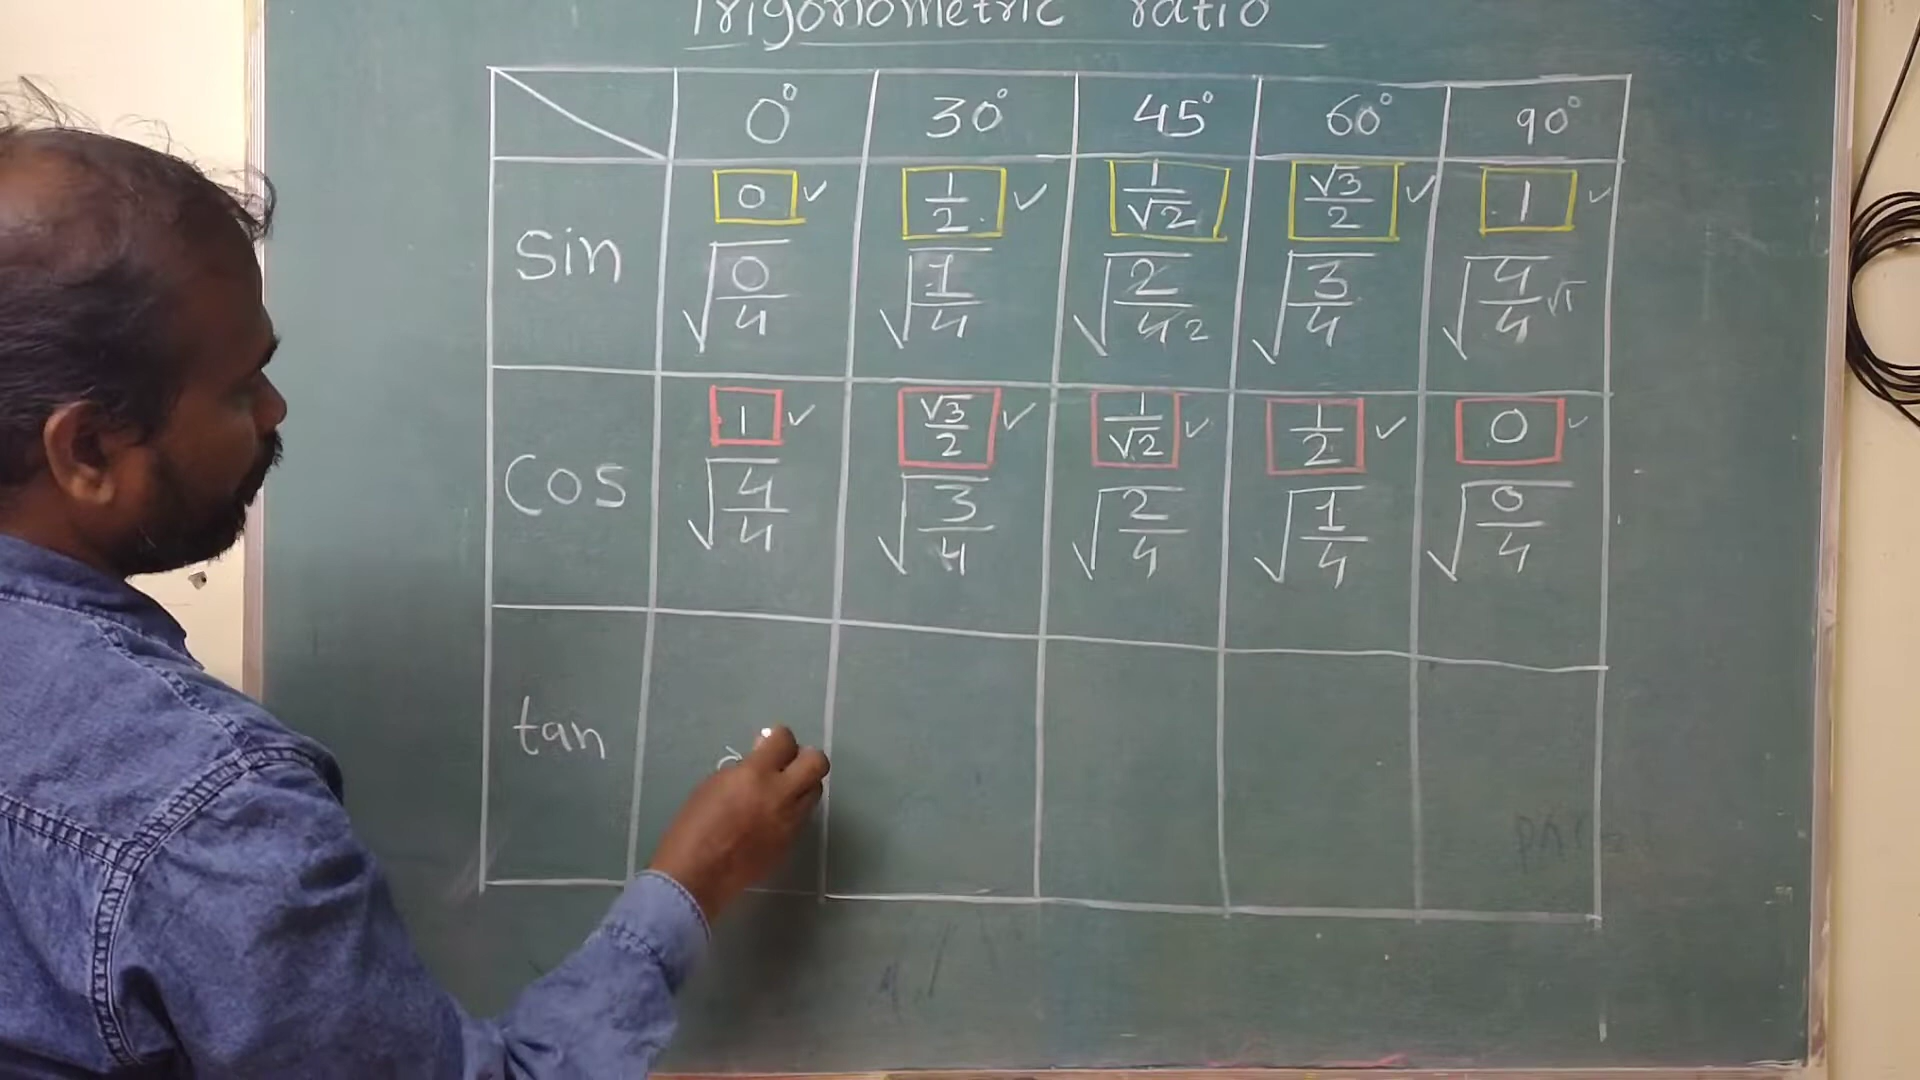 Trigonometric ratio
0° 30° 45° 60° 90°
sin
0 ✓ 1/2 ✓ 1/√2 √3/2 ✓ 1 ✓
√(0/4) √(1/4) √(2/4) 2 √(3/4) √(4/4) √1
cos
1 ✓ √3/2 ✓ 1/√2 ✓ 1/2 ✓ 0 ✓
√(4/4) √(3/4) √(2/4) √(1/4) √(0/4)
tan